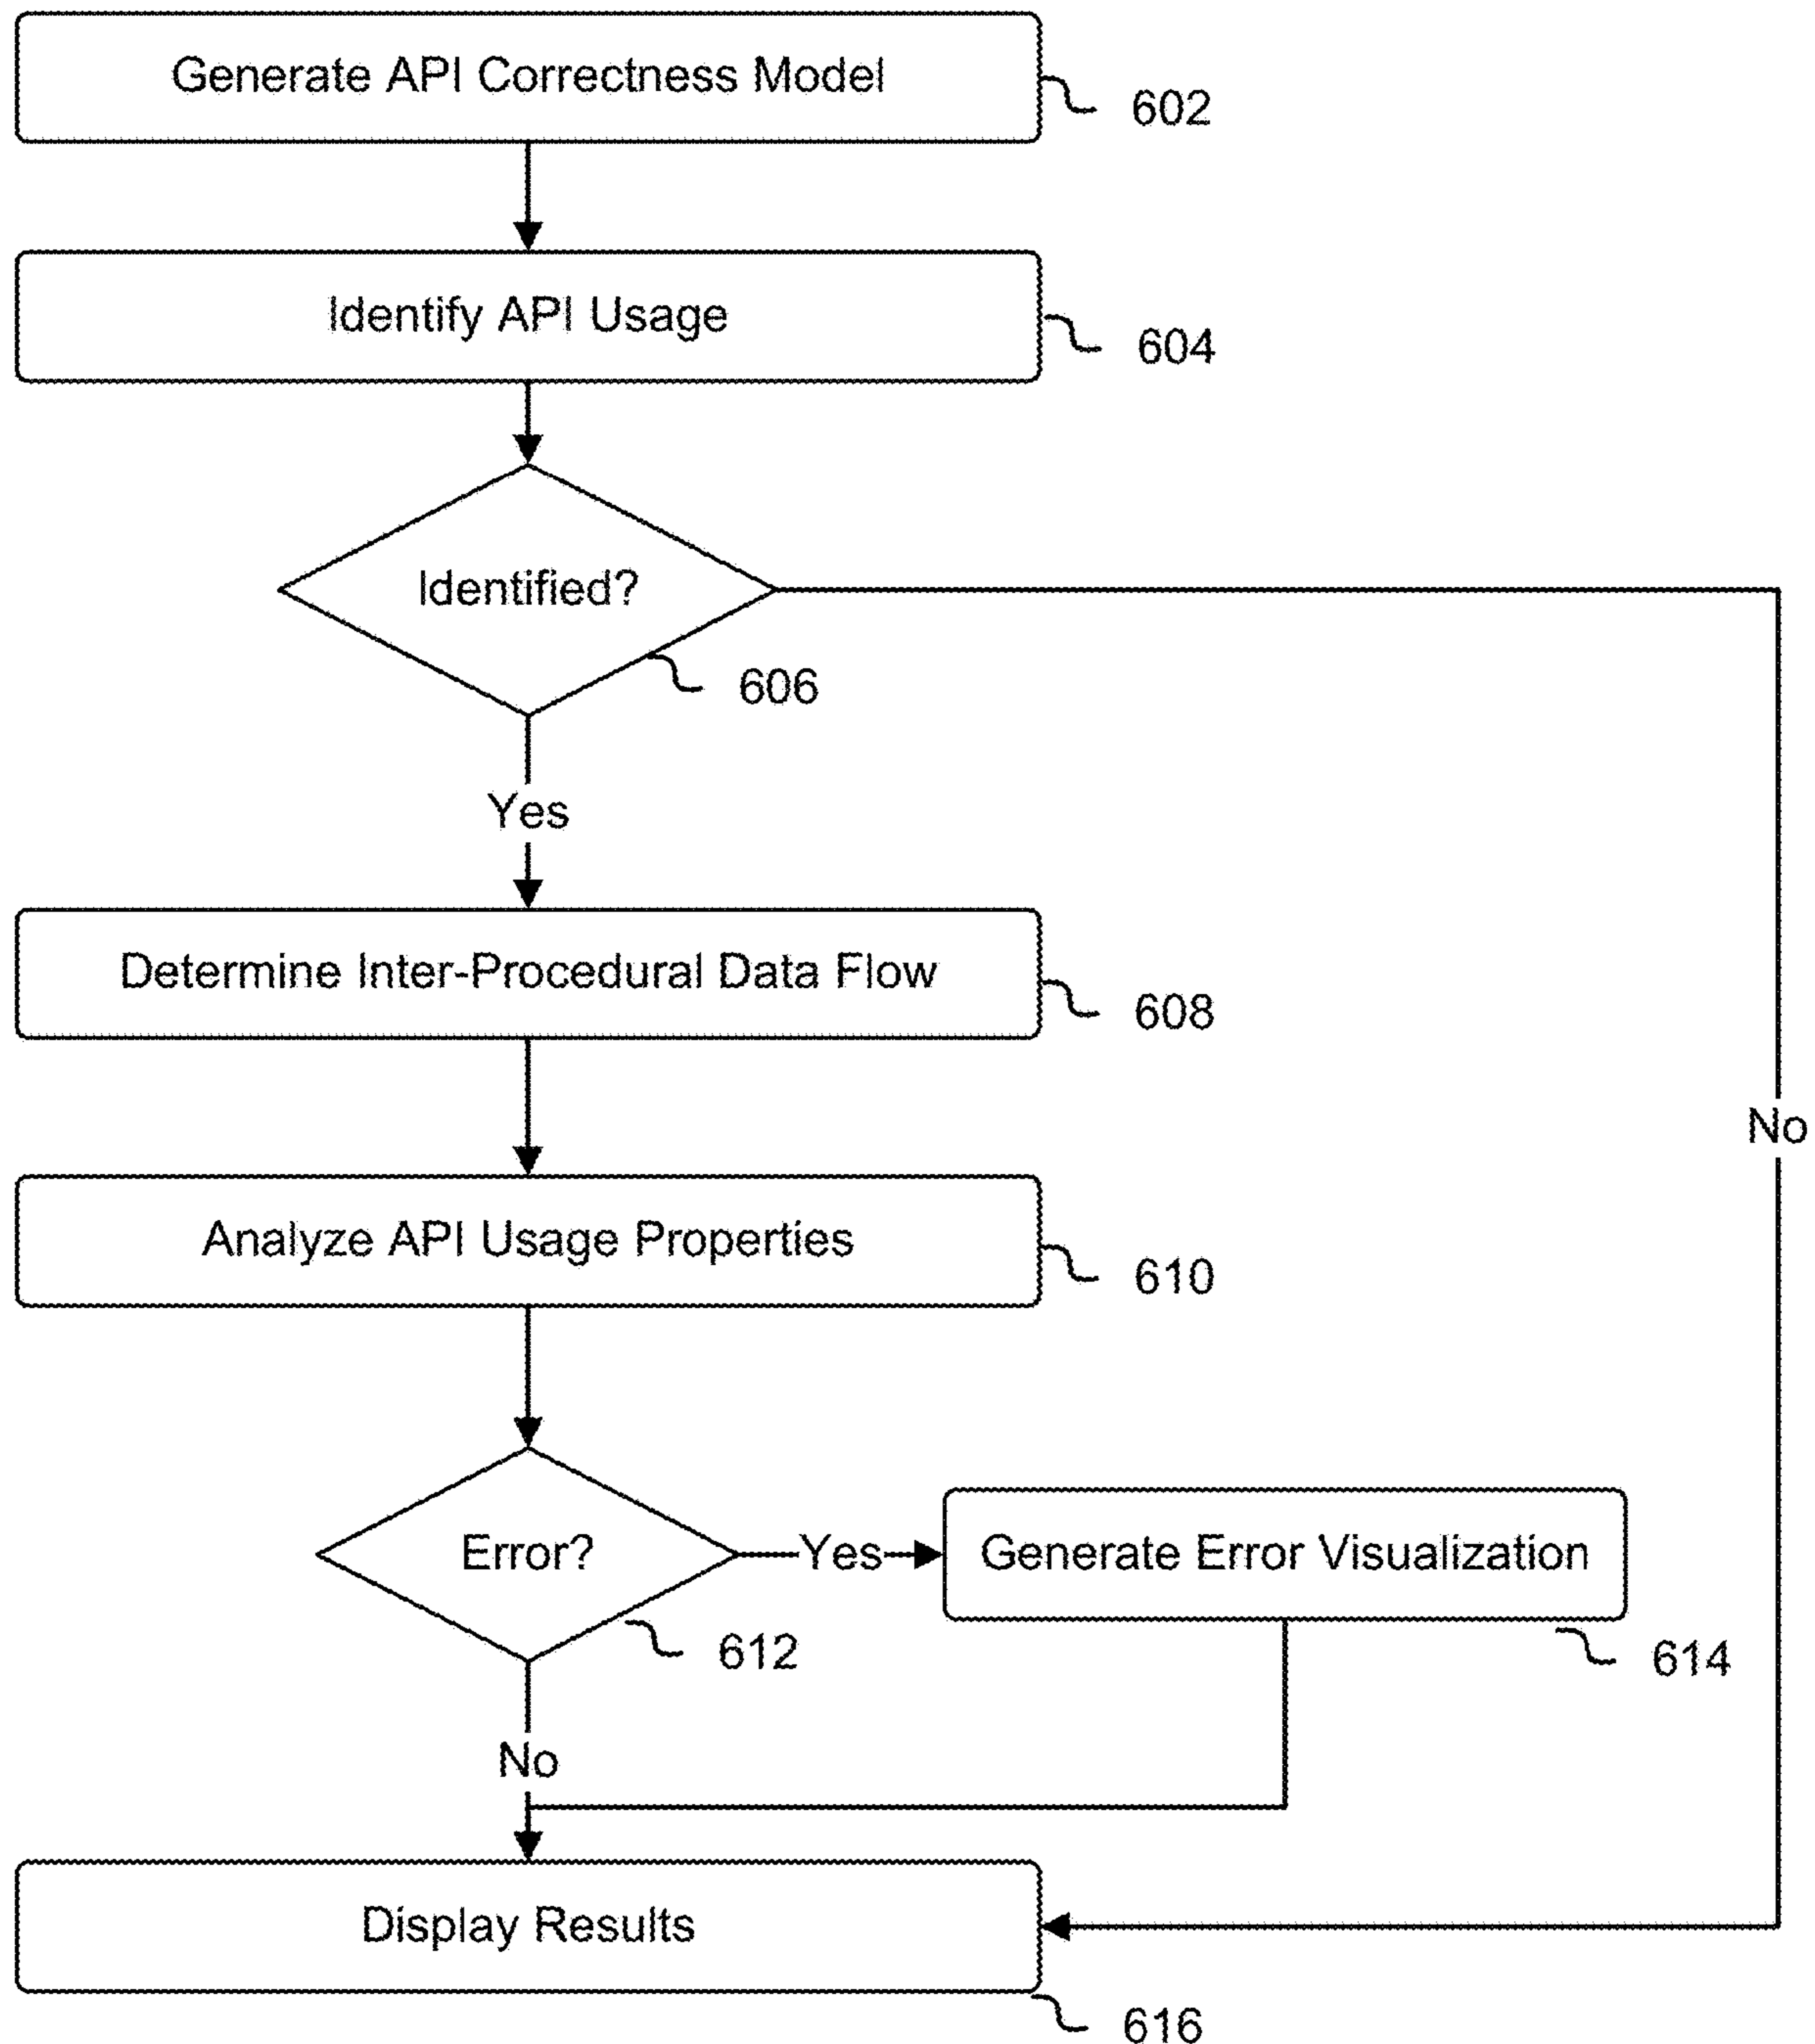 Generate API Correctness Model
602
Identify API Usage
604
Identified?
606
Yes
Determine Inter-Procedural Data Flow
608
No
Analyze API Usage Properties
610
Error?
Yes
Generate Error Visualization
612
614
No
Display Results
616